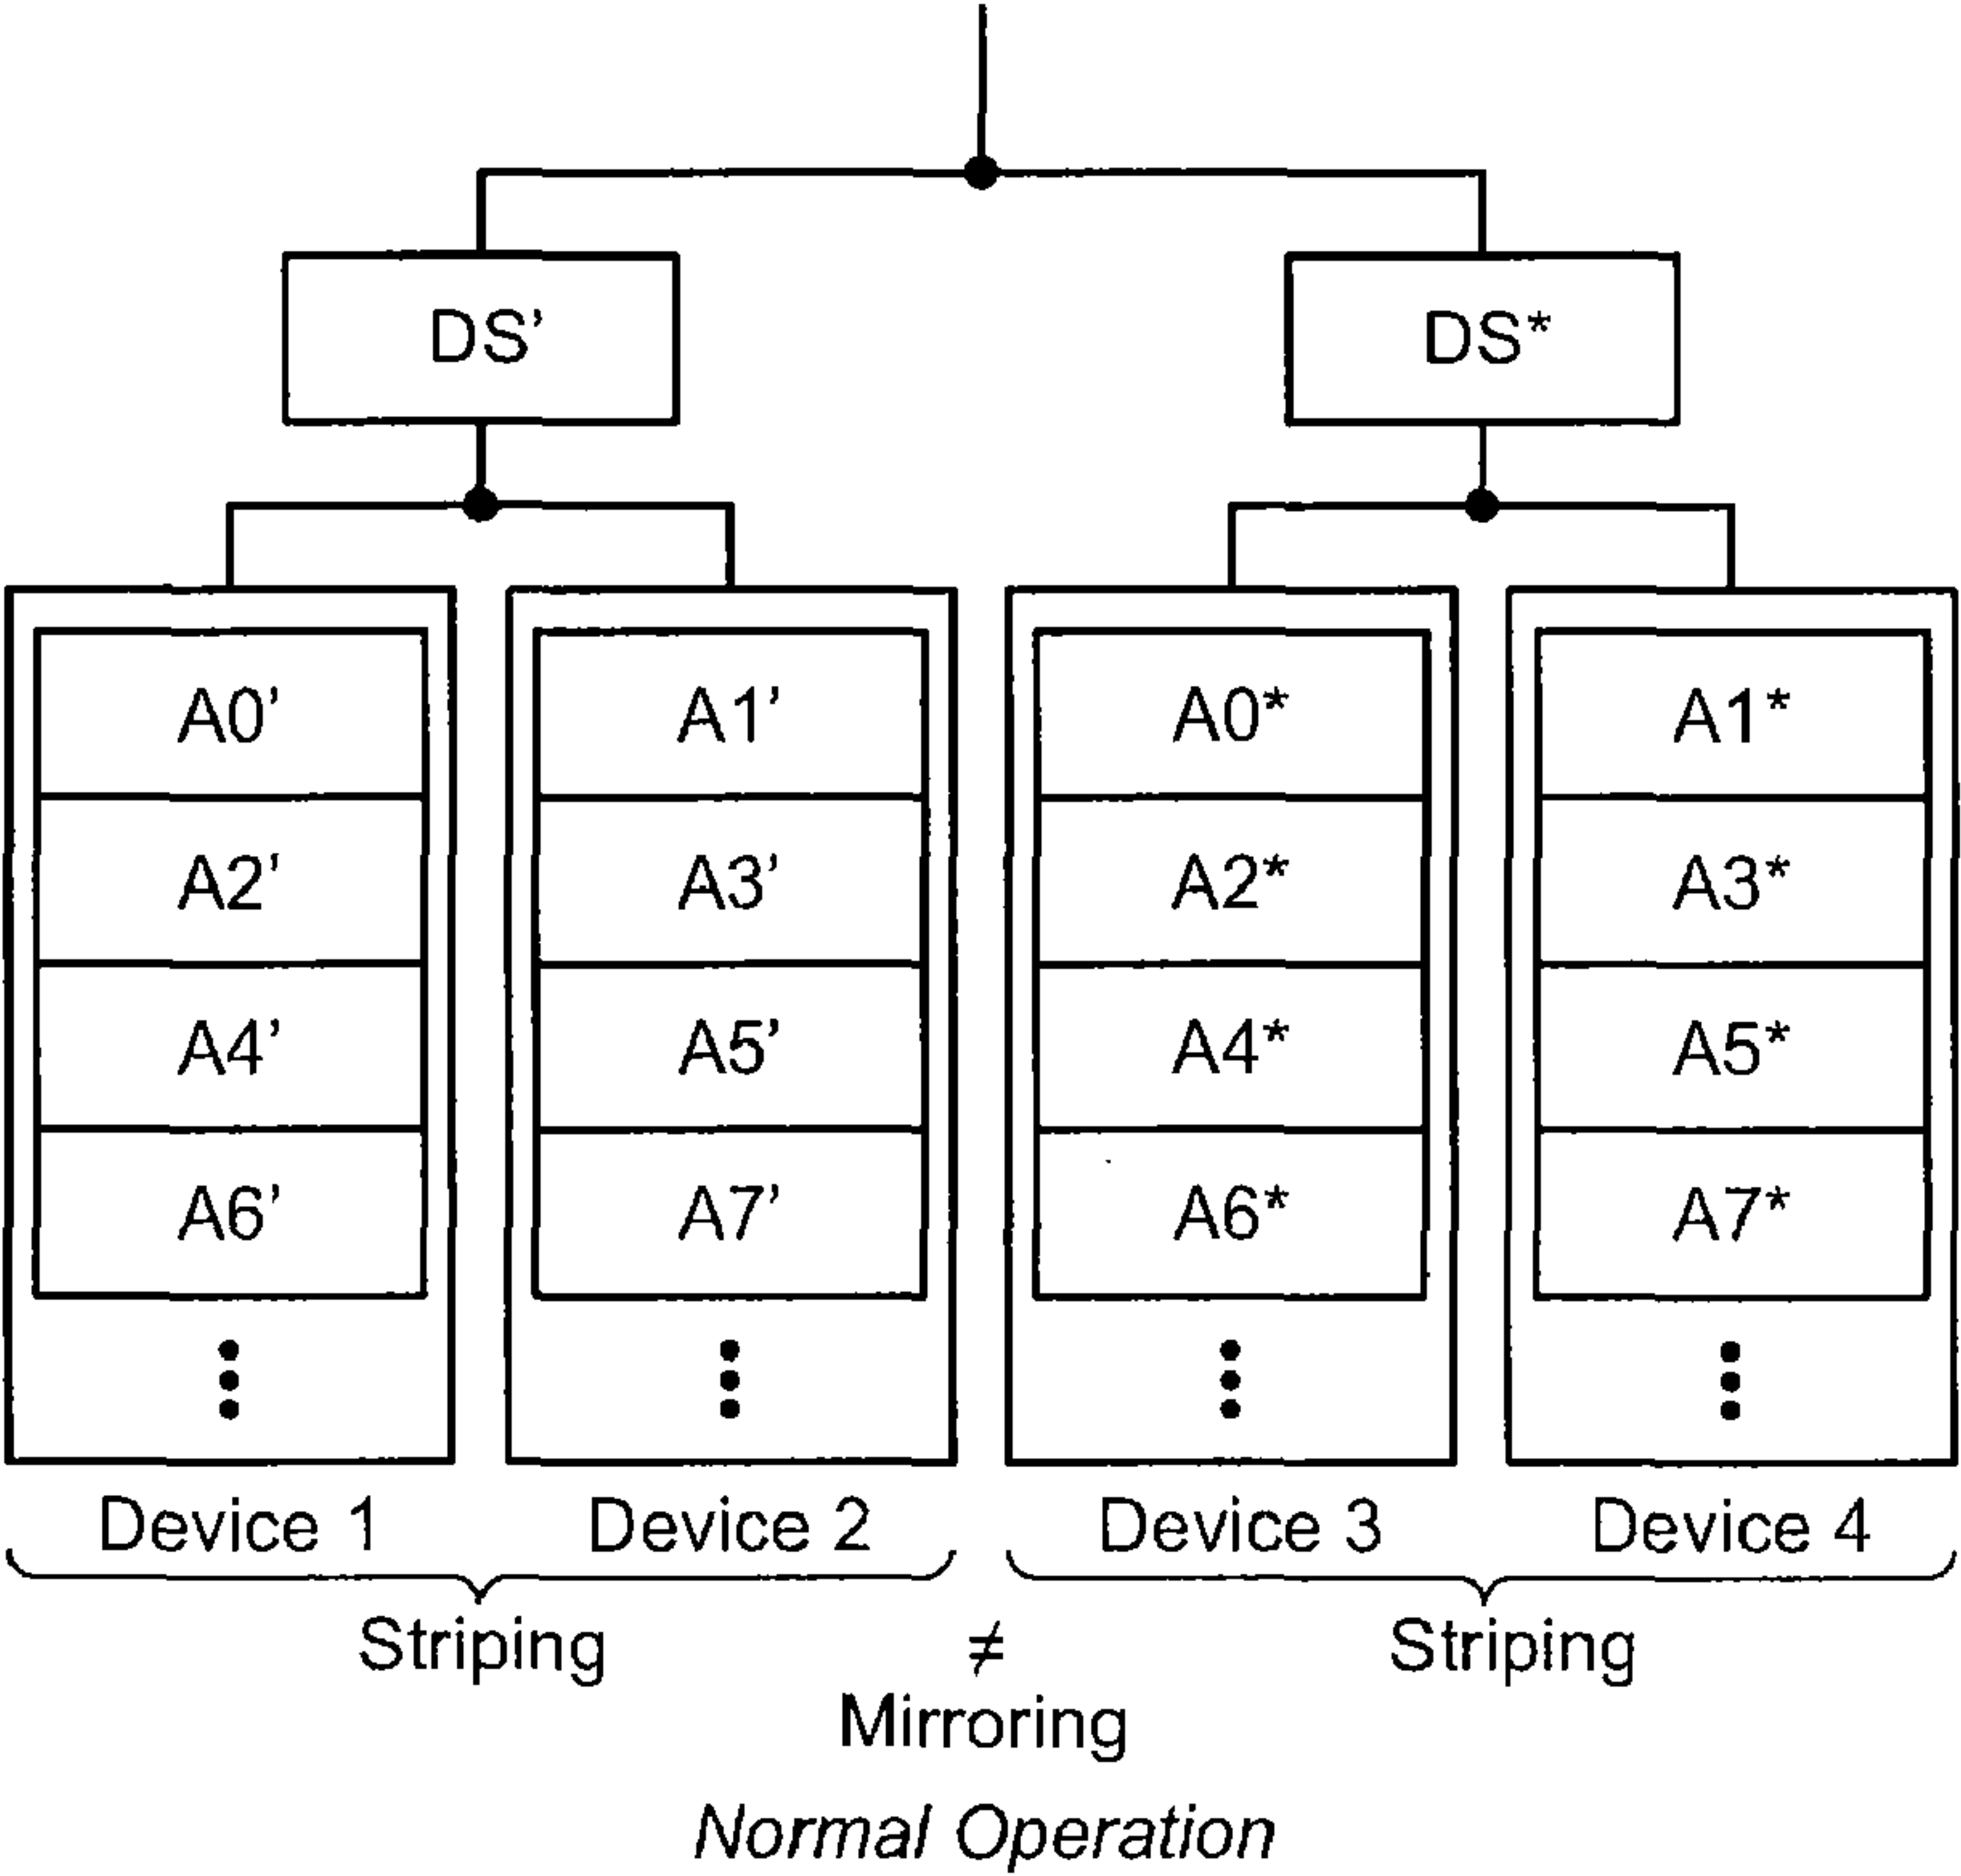 DS’ DS*
A0’ A1’ A0* A1*
A2’ A3’ A2* A3*
A4’ A5’ A4* A5*
A6’ A7’ A6* A7*
Device 1 Device 2 Device 3 Device 4
Striping ≠ Striping
Mirroring
Normal Operation